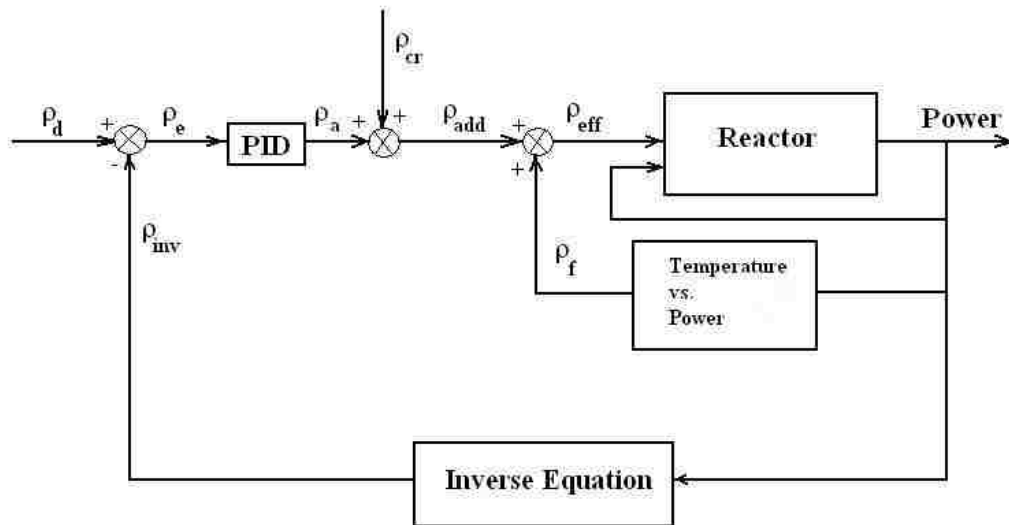 ρcr
ρd
+
-
ρe
PID
ρa
+
+
ρadd
+
+
ρeff
Reactor
Power
ρinv
ρf
Temperature
vs.
Power
Inverse Equation